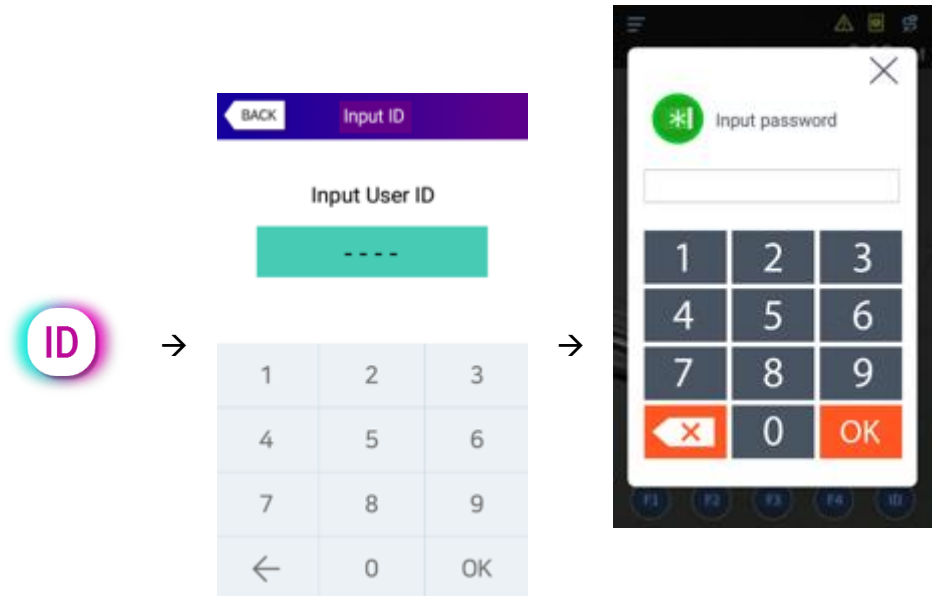 ID
→
BACK Input ID
Input User ID
----
1 2 3
4 5 6
7 8 9
← 0 OK
→
Input password
1 2 3
4 5 6
7 8 9
0 OK
F1 F2 F3 F4 ID